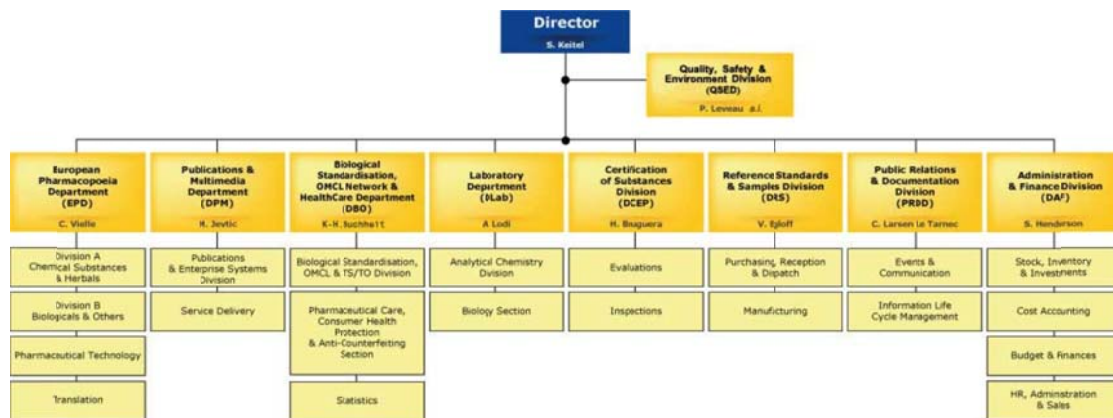 Director
S. Keitel
Quality, Safety &
Environment Division
(QSED)
P. Leveau a.i.
European
Pharmacopoeia
Department
(EPD)
C. Vielle
Division A
Chemical Substances
& Herbals
Division B
Biologicals & Others
Pharmaceutical Technology
Translation
Publications &
Multimedia
Department
(DPM)
H. Jevtic
Publications
& Enterprise Systems
Division
Service Delivery
Biological
Standardisation,
OMCL Network &
HealthCare Department
(DBO)
K-H. Buchheit
Biological Standardisation,
OMCL & TS/TO Division
Pharmaceutical Care,
Consumer Health
Protection
& Anti-Counterfeiting
Section
Statistics
Laboratory
Department
(DLab)
A Lodi
Analytical Chemistry
Division
Biology Section
Certification
of Substances
Division
(DCEP)
H. Bruguera
Evaluations
Inspections
Reference Standards
& Samples Division
(DRS)
V. Egloff
Purchasing, Reception
& Dispatch
Manufacturing
Public Relations
& Documentation
Division
(PRDD)
C. Larsen Le Tarnec
Events &
Communication
Information Life
Cycle Management
Administration
& Finance Division
(DAF)
S. Henderson
Stock, Inventory
& Investments
Cost Accounting
Budget & Finances
HR, Administration
& Sales